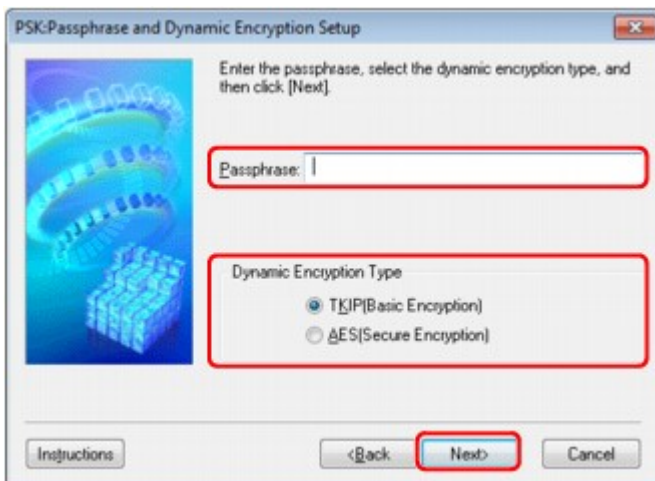 PSK:Passphrase and Dynamic Encryption Setup
Enter the passphrase, select the dynamic encryption type, and
then click [Next].
Passphrase:
Dynamic Encryption Type
TKIP(Basic Encryption)
AES(Secure Encryption)
Instructions
<Back
Next>
Cancel